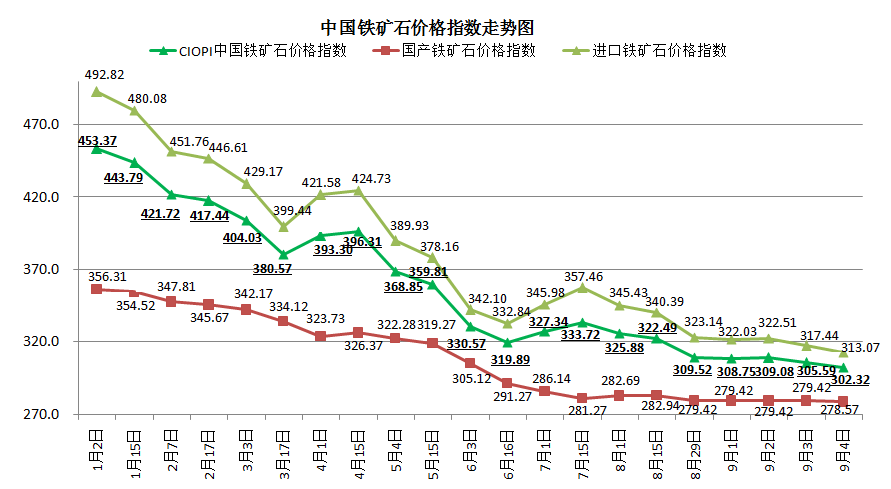 中国铁矿石价格指数走势图
CIOPI中国铁矿石价格指数 国产铁矿石价格指数 进口铁矿石价格指数
470.0
420.0
370.0
320.0
270.0
492.82 480.08 451.76 446.61 429.17 399.44 421.58 424.73 389.93 378.16 342.10 332.84 345.98 357.46 345.43 340.39 323.14 322.03 322.51 317.44 313.07
453.37 443.79 421.72 417.44 404.03 380.57 393.30 396.31 368.85 359.81 330.57 319.89 327.34 333.72 325.88 322.49 309.52 308.75 309.08 305.59 302.32
356.31 354.52 347.81 345.67 342.17 334.12 323.73 326.37 322.28 319.27 305.12 291.27 286.14 281.27 282.69 282.94 279.42 279.42 279.42 279.42 278.57
1月2日 1月15日 2月7日 2月17日 3月3日 3月17日 4月1日 4月15日 5月4日 5月15日 6月3日 6月16日 7月1日 7月15日 8月1日 8月15日 8月29日 9月1日 9月2日 9月3日 9月4日